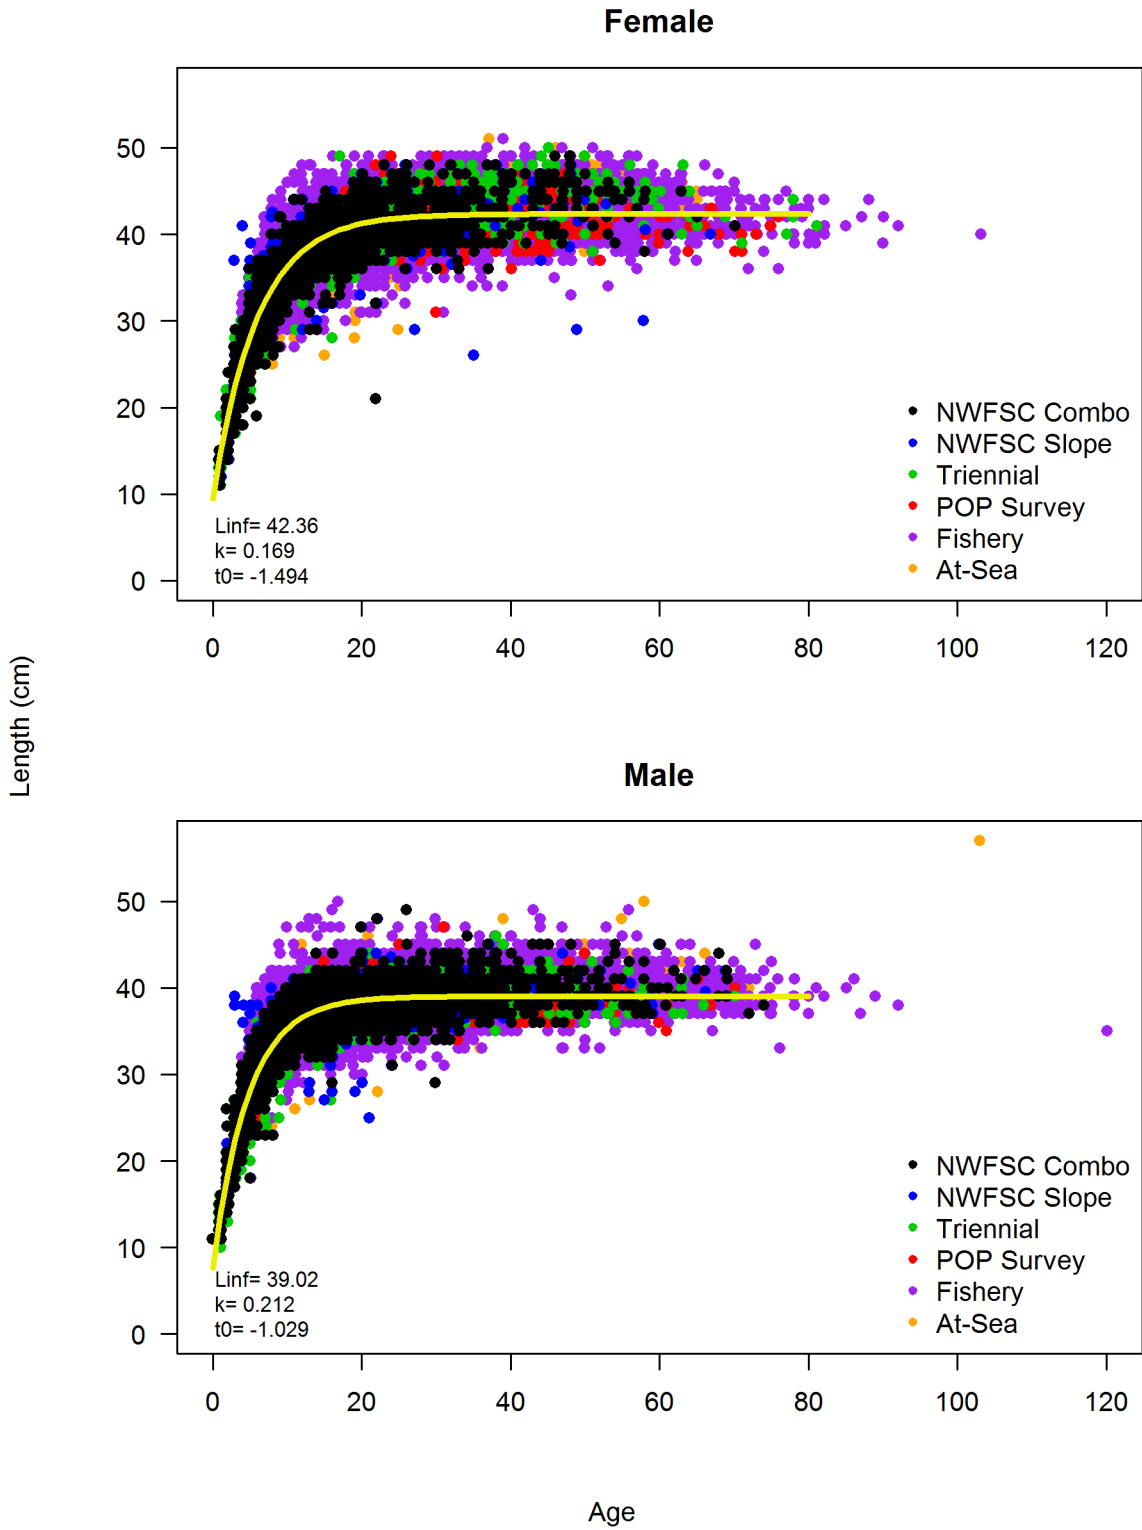 Female
50
40
30
20
10
0
NWFSC Combo
NWFSC Slope
Triennial
POP Survey
Fishery
At-Sea
Linf= 42.36
k= 0.169
t0= -1.494
0 20 40 60 80 100 120
Length (cm)
Male
50
40
30
20
10
0
NWFSC Combo
NWFSC Slope
Triennial
POP Survey
Fishery
At-Sea
Linf= 39.02
k= 0.212
t0= -1.029
0 20 40 60 80 100 120
Age